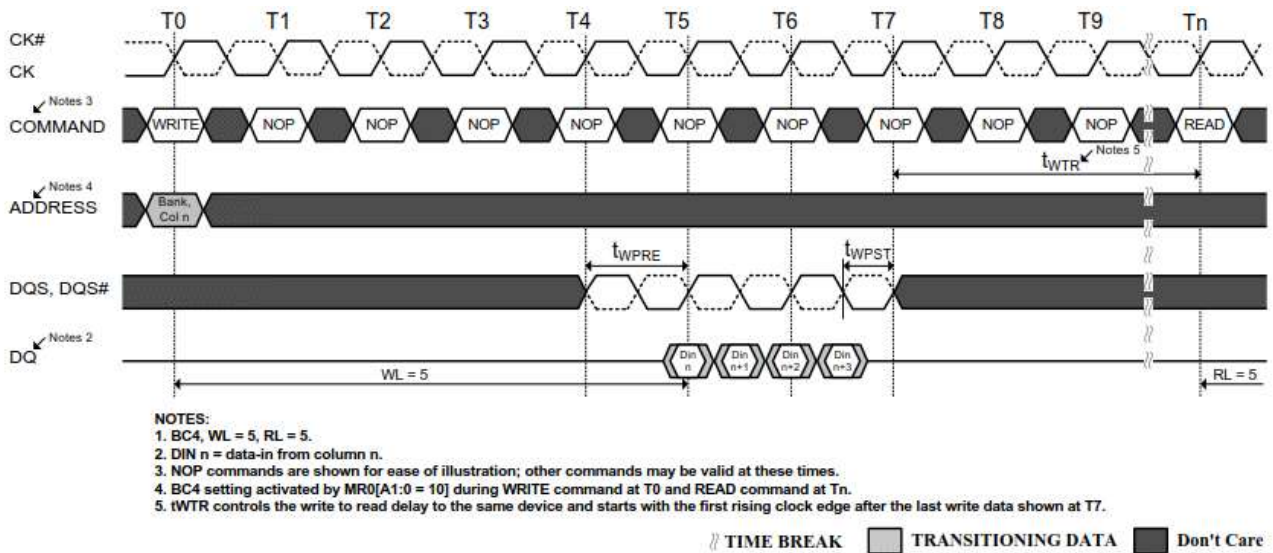 T0 T1 T2 T3 T4 T5 T6 T7 T8 T9 Tn
CK#
CK
Notes 3
COMMAND WRITE NOP NOP NOP NOP NOP NOP NOP NOP NOP READ
tWTR Notes 5
Notes 4
ADDRESS Bank, Col n
tWPRE tWPST
DQS, DQS#
Notes 2
DQ Din n Din n+1 Din n+2 Din n+3
WL = 5 RL = 5
NOTES:
1. BC4, WL = 5, RL = 5.
2. DIN n = data-in from column n.
3. NOP commands are shown for ease of illustration; other commands may be valid at these times.
4. BC4 setting activated by MR0[A1:0 = 10] during WRITE command at T0 and READ command at Tn.
5. tWTR controls the write to read delay to the same device and starts with the first rising clock edge after the last write data shown at T7.
TIME BREAK TRANSITIONING DATA Don't Care